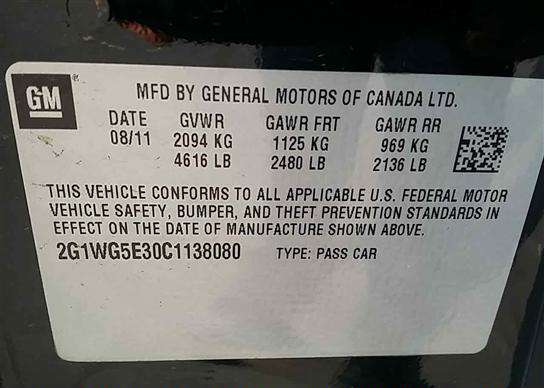 GM
MFD BY GENERAL MOTORS OF CANADA LTD.
DATE GVWR GAWR FRT GAWR RR
08/11 2094 KG 1125 KG 969 KG
4616 LB 2480 LB 2136 LB
THIS VEHICLE CONFORMS TO ALL APPLICABLE U.S. FEDERAL MOTOR
VEHICLE SAFETY, BUMPER, AND THEFT PREVENTION STANDARDS IN
EFFECT ON THE DATE OF MANUFACTURE SHOWN ABOVE.
2G1WG5E30C1138080 TYPE: PASS CAR